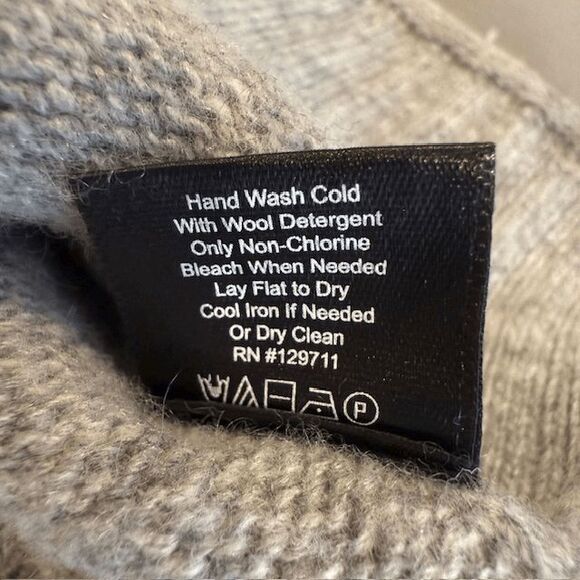 Hand Wash Cold
With Wool Detergent
Only Non-Chlorine
Bleach When Needed
Lay Flat to Dry
Cool Iron If Needed
Or Dry Clean
RN #129711
P